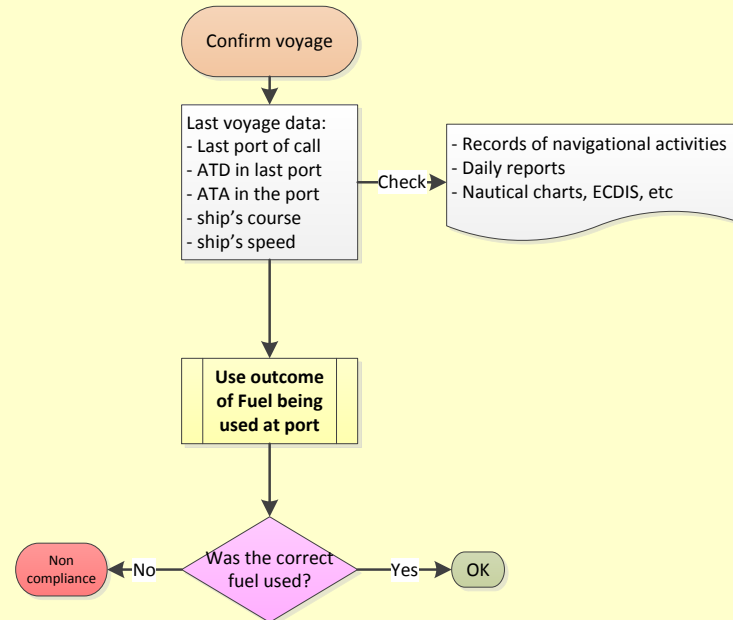 Confirm voyage
Last voyage data:
- Last port of call
- ATD in last port
- ATA in the port
- ship's course
- ship's speed
Check
- Records of navigational activities
- Daily reports
- Nautical charts, ECDIS, etc
Use outcome
of Fuel being
used at port
Was the correct
fuel used?
No
Non
compliance
Yes
OK